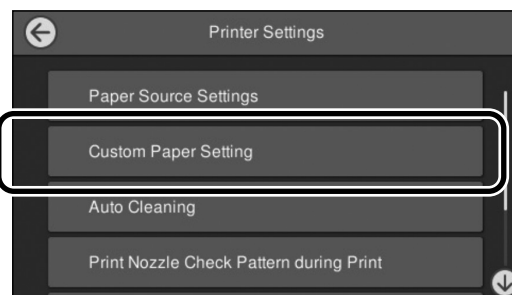 Printer Settings
Paper Source Settings
Custom Paper Setting
Auto Cleaning
Print Nozzle Check Pattern during Print